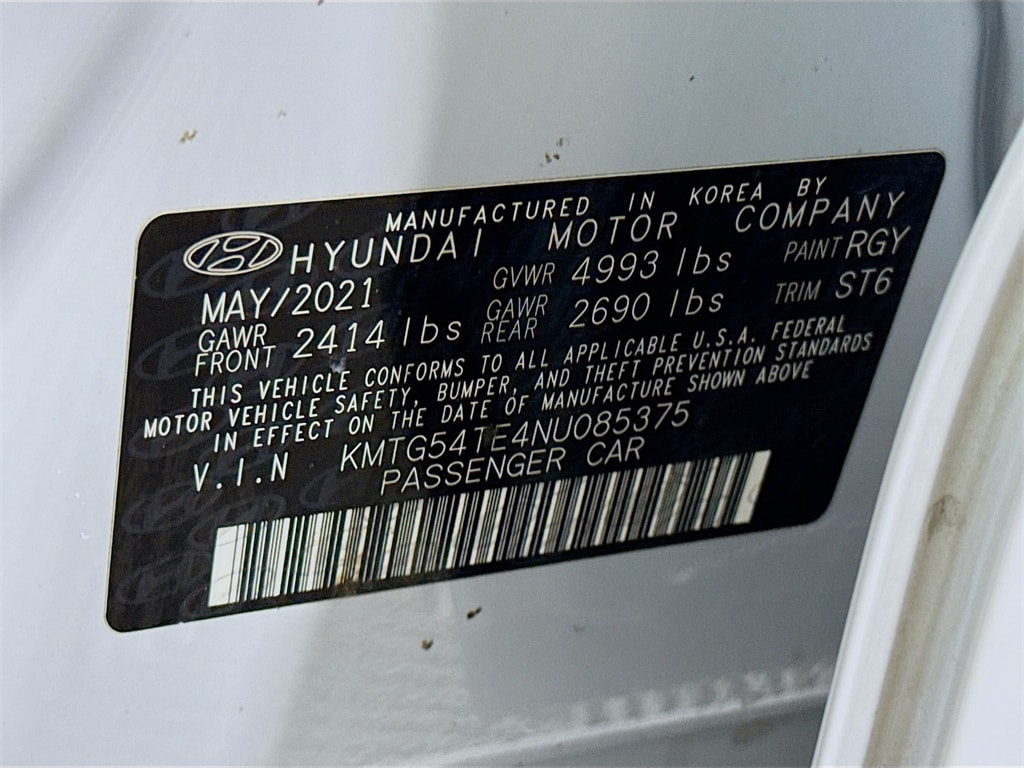 MANUFACTURED IN KOREA BY
HYUNDAI MOTOR COMPANY
MAY/2021 GVWR 4993 lbs PAINT RGY
GAWR FRONT 2414 lbs GAWR REAR 2690 lbs TRIM ST6
THIS VEHICLE CONFORMS TO ALL APPLICABLE U.S.A. FEDERAL
MOTOR VEHICLE SAFETY, BUMPER, AND THEFT PREVENTION STANDARDS
IN EFFECT ON THE DATE OF MANUFACTURE SHOWN ABOVE
V.I.N KMTG54TE4NU085375
PASSENGER CAR